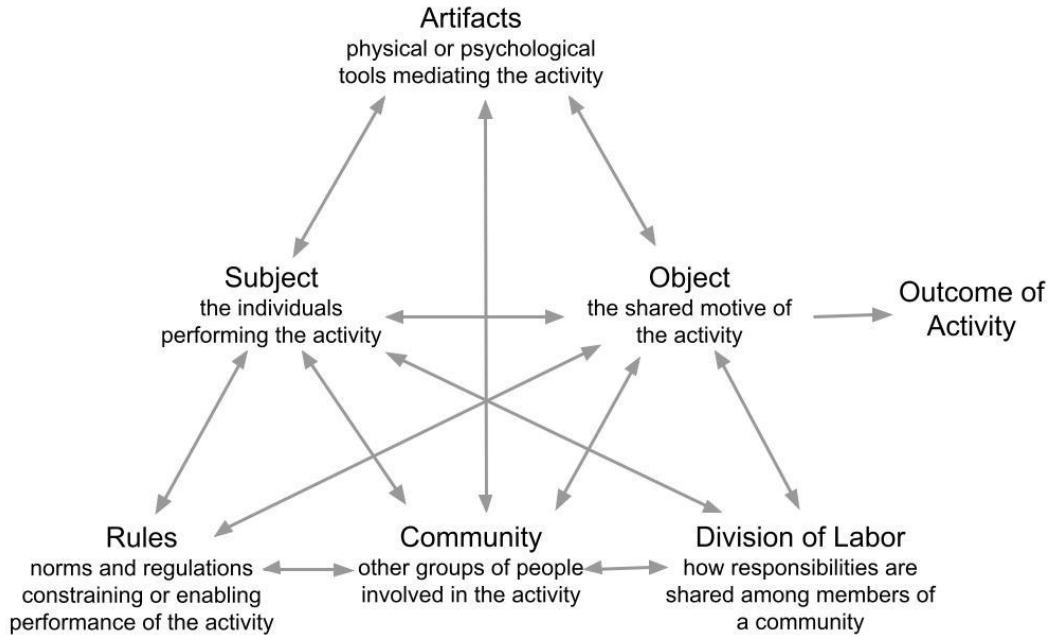 Artifacts
physical or psychological
tools mediating the activity
Subject
the individuals
performing the activity
Object
the shared motive of
the activity
Outcome of
Activity
Rules
norms and regulations
constraining or enabling
performance of the activity
Community
other groups of people
involved in the activity
Division of Labor
how responsibilities are
shared among members of
a community